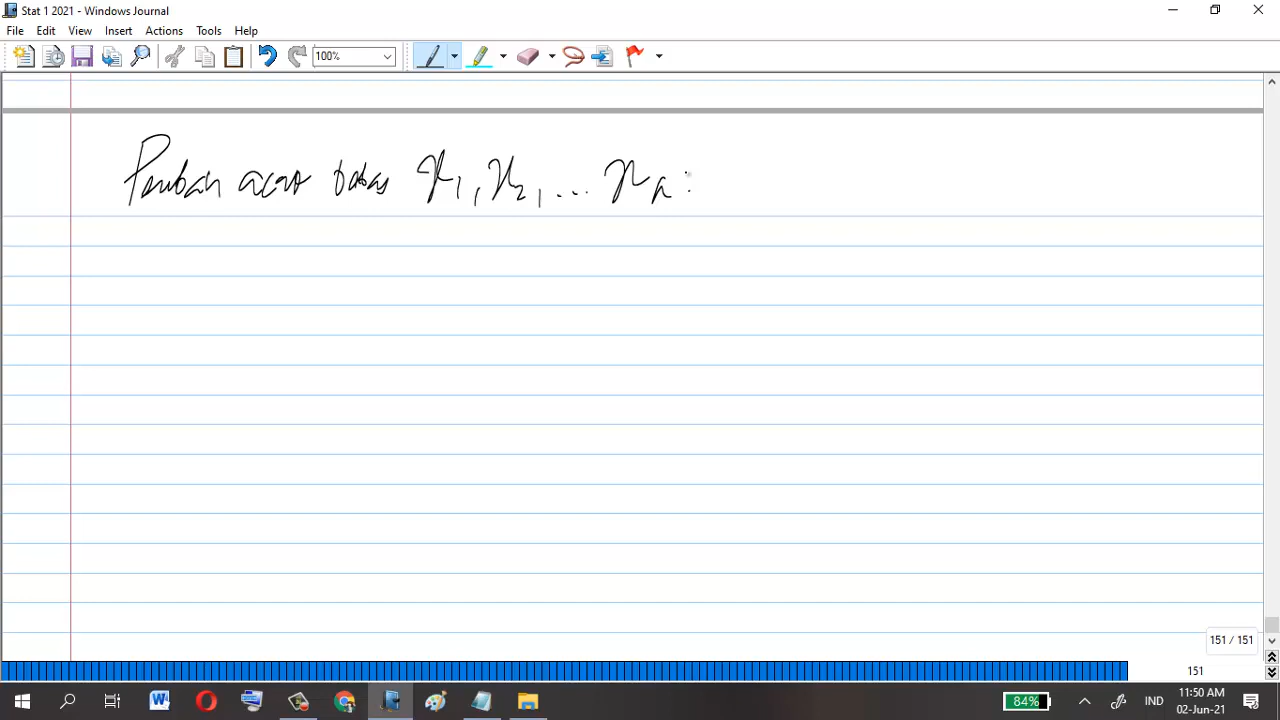 Stat 1 2021 - Windows Journal
File Edit View Insert Actions Tools Help
100%
Peubah acak bebas X1, X2, ... Xn :
151 / 151
151
84% IND 11:50 AM
02-Jun-21